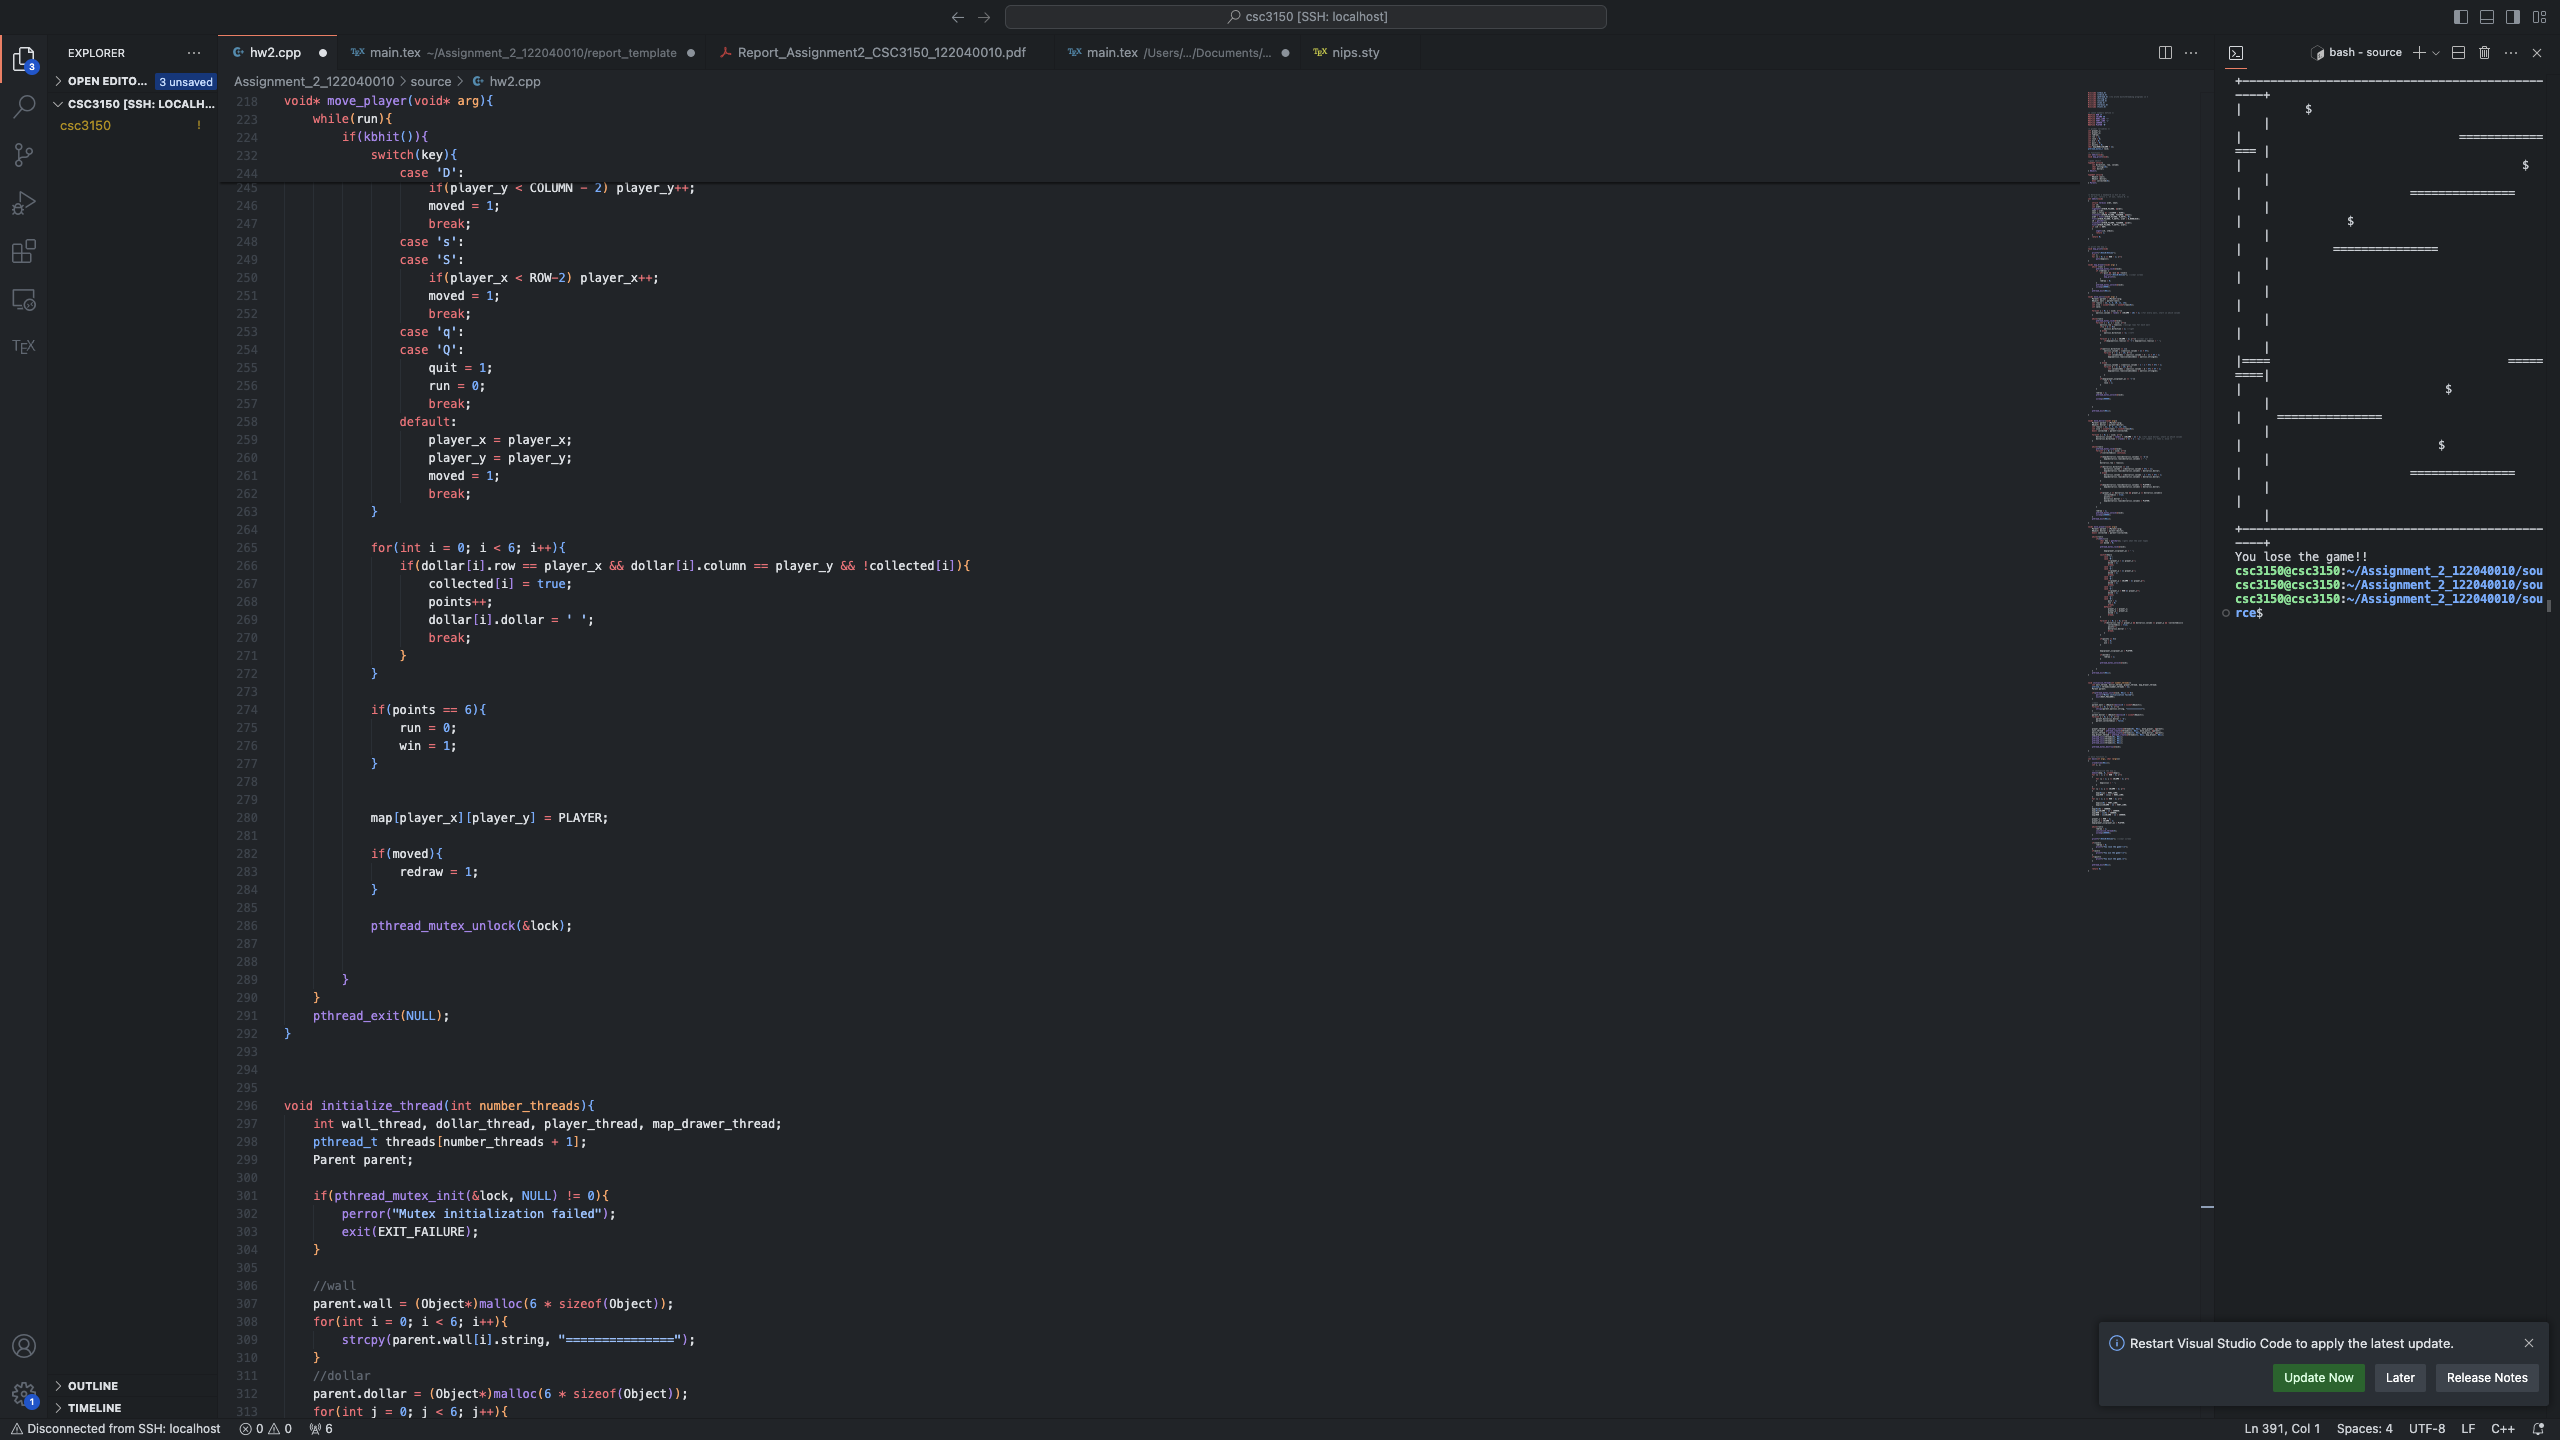 csc3150 [SSH: localhost]
EXPLORER
OPEN EDITO... 3 unsaved
CSC3150 [SSH: LOCALH...
csc3150 !
3
hw2.cpp
main.tex ~/Assignment_2_122040010/report_template
Report_Assignment2_CSC3150_122040010.pdf
main.tex /Users/.../Documents/...
nips.sty
Assignment_2_122040010 > source > hw2.cpp
218 void* move_player(void* arg){
223 while(run){
224 if(kbhit()){
232 switch(key){
244 case 'D':
245 if(player_y < COLUMN - 2) player_y++;
246 moved = 1;
247 break;
248 case 's':
249 case 'S':
250 if(player_x < ROW-2) player_x++;
251 moved = 1;
252 break;
253 case 'q':
254 case 'Q':
255 quit = 1;
256 run = 0;
257 break;
258 default:
259 player_x = player_x;
260 player_y = player_y;
261 moved = 1;
262 break;
263 }
264
265 for(int i = 0; i < 6; i++){
266 if(dollar[i].row == player_x && dollar[i].column == player_y && !collected[i]){
267 collected[i] = true;
268 points++;
269 dollar[i].dollar = ' ';
270 break;
271 }
272 }
273
274 if(points == 6){
275 run = 0;
276 win = 1;
277 }
278
279
280 map[player_x][player_y] = PLAYER;
281
282 if(moved){
283 redraw = 1;
284 }
285
286 pthread_mutex_unlock(&lock);
287
288
289 }
290 }
291 pthread_exit(NULL);
292 }
293
294
295
296 void initialize_thread(int number_threads){
297 int wall_thread, dollar_thread, player_thread, map_drawer_thread;
298 pthread_t threads[number_threads + 1];
299 Parent parent;
300
301 if(pthread_mutex_init(&lock, NULL) != 0){
302 perror("Mutex initialization failed");
303 exit(EXIT_FAILURE);
304 }
305
306 //wall
307 parent.wall = (Object*)malloc(6 * sizeof(Object));
308 for(int i = 0; i < 6; i++){
309 strcpy(parent.wall[i].string, "===============");
310 }
311 //dollar
312 parent.dollar = (Object*)malloc(6 * sizeof(Object));
313 for(int j = 0; j < 6; j++){
bash - source
+-------------------------------------------
----+
| $
|
| ============
=== |
| $
|
| ===============
|
| $
|
| ===============
|
|
|
|
|
|==== =====
====|
| $
|
| ===============
|
| $
|
| ===============
|
|
|
+-------------------------------------------
----+
You lose the game!!
csc3150@csc3150:~/Assignment_2_122040010/sou
csc3150@csc3150:~/Assignment_2_122040010/sou
csc3150@csc3150:~/Assignment_2_122040010/sou
rce$
TEX
OUTLINE
TIMELINE
1
Restart Visual Studio Code to apply the latest update.
Update Now
Later
Release Notes
Disconnected from SSH: localhost
0 0
6
Ln 391, Col 1
Spaces: 4
UTF-8
LF
C++